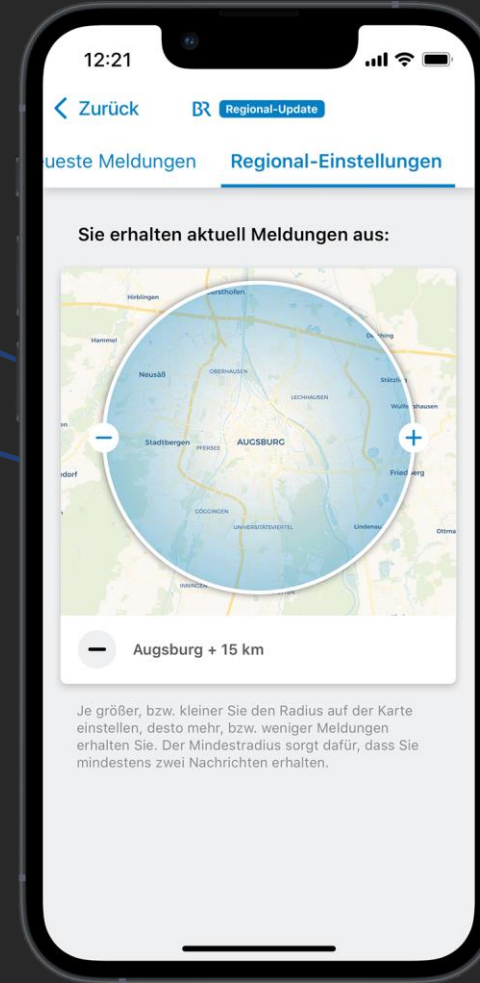 12:21
Zurück
BR Regional-Update
ueste Meldungen
Regional-Einstellungen
Sie erhalten aktuell Meldungen aus:
Hirblingen
Hammel
OBERHAUSEN
Neusäß
LECHHAUSEN
Stadtbergen
PFERSEE
AUGSBURG
GÖGGINGEN
UNIVERSITÄTSVIERTEL
Lindenau
Ottma
INNINGEN
Augsburg + 15 km
Je größer, bzw. kleiner Sie den Radius auf der Karte
einstellen, desto mehr, bzw. weniger Meldungen
erhalten Sie. Der Mindestradius sorgt dafür, dass Sie
mindestens zwei Nachrichten erhalten.